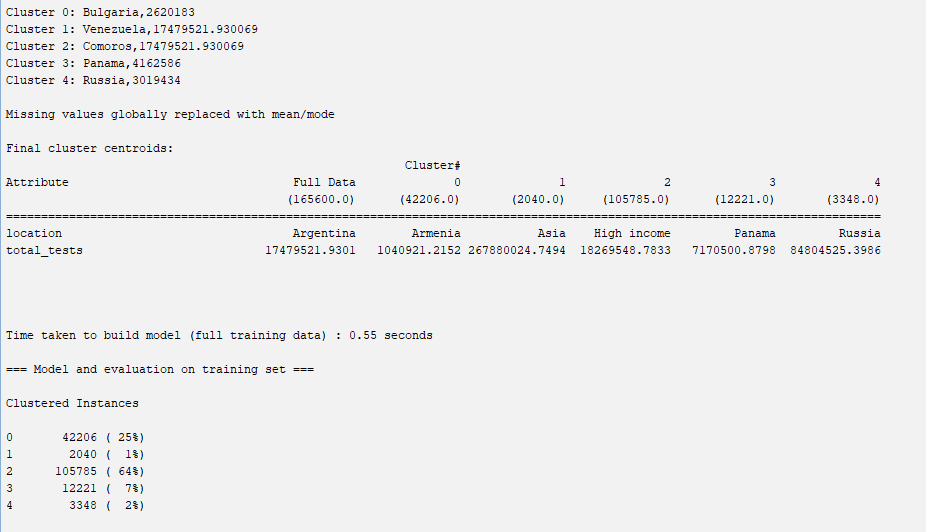 Cluster 0: Bulgaria,2620183
Cluster 1: Venezuela,17479521.930069
Cluster 2: Comoros,17479521.930069
Cluster 3: Panama,4162586
Cluster 4: Russia,3019434
Missing values globally replaced with mean/mode
Final cluster centroids:
Cluster#
Attribute Full Data 0 1 2 3 4
(165600.0) (42206.0) (2040.0) (105785.0) (12221.0) (3348.0)
==================================================================================================================
location Argentina Armenia Asia High income Panama Russia
total_tests 17479521.9301 1040921.2152 267880024.7494 18269548.7833 7170500.8798 84804525.3986
Time taken to build model (full training data) : 0.55 seconds
=== Model and evaluation on training set ===
Clustered Instances
0 42206 ( 25%)
1 2040 ( 1%)
2 105785 ( 64%)
3 12221 ( 7%)
4 3348 ( 2%)